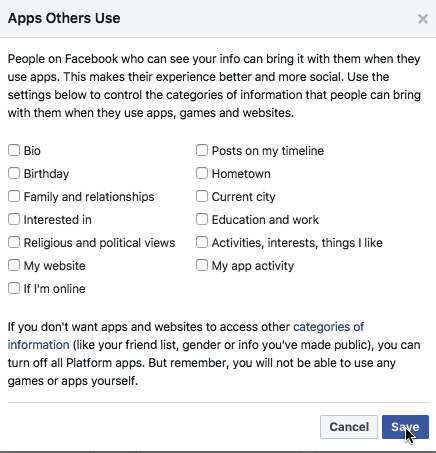 Apps Others Use
People on Facebook who can see your info can bring it with them when they
use apps. This makes their experience better and more social. Use the
settings below to control the categories of information that people can bring
with them when they use apps, games and websites.
Bio
Posts on my timeline
Birthday
Hometown
Family and relationships
Current city
Interested in
Education and work
Religious and political views
Activities, interests, things I like
My website
My app activity
If I'm online
If you don't want apps and websites to access other categories of
information (like your friend list, gender or info you've made public), you can
turn off all Platform apps. But remember, you will not be able to use any
games or apps yourself.
Cancel
Save